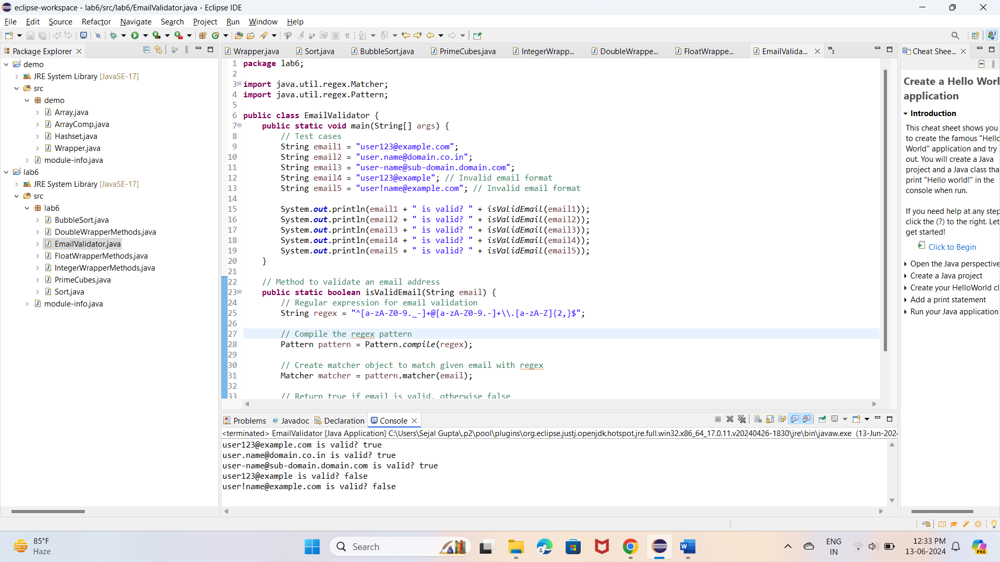 eclipse-workspace - lab6/src/lab6/EmailValidator.java - Eclipse IDE
File Edit Source Refactor Navigate Search Project Run Window Help
Package Explorer
demo
JRE System Library [JavaSE-17]
src
demo
Array.java
ArrayComp.java
Hashset.java
Wrapper.java
module-info.java
lab6
JRE System Library [JavaSE-17]
src
lab6
BubbleSort.java
DoubleWrapperMethods.java
EmailValidator.java
FloatWrapperMethods.java
IntegerWrapperMethods.java
PrimeCubes.java
Sort.java
module-info.java
Wrapper.java Sort.java BubbleSort.java PrimeCubes.java IntegerWrapp... DoubleWrappe... FloatWrappe... EmailValida... 3
1 package lab6;
2
3 import java.util.regex.Matcher;
4 import java.util.regex.Pattern;
5
6 public class EmailValidator {
7 public static void main(String[] args) {
8 // Test cases
9 String email1 = "user123@example.com";
10 String email2 = "user.name@domain.co.in";
11 String email3 = "user-name@sub-domain.domain.com";
12 String email4 = "user123@example"; // Invalid email format
13 String email5 = "user!name@example.com"; // Invalid email format
14
15 System.out.println(email1 + " is valid? " + isValidEmail(email1));
16 System.out.println(email2 + " is valid? " + isValidEmail(email2));
17 System.out.println(email3 + " is valid? " + isValidEmail(email3));
18 System.out.println(email4 + " is valid? " + isValidEmail(email4));
19 System.out.println(email5 + " is valid? " + isValidEmail(email5));
20 }
21
22 // Method to validate an email address
23 public static boolean isValidEmail(String email) {
24 // Regular expression for email validation
25 String regex = "^[a-zA-Z0-9._-]+@[a-zA-Z0-9.-]+\\.[a-zA-Z]{2,}$";
26
27 // Compile the regex pattern
28 Pattern pattern = Pattern.compile(regex);
29
30 // Create matcher object to match given email with regex
31 Matcher matcher = pattern.matcher(email);
32
33 // Return true if email is valid, otherwise false
Problems @ Javadoc Declaration Console
<terminated> EmailValidator [Java Application] C:\Users\Sejal Gupta\.p2\pool\plugins\org.eclipse.justj.openjdk.hotspot.jre.full.win32.x86_64_17.0.11.v20240426-1830\jre\bin\javaw.exe (13-Jun-2024
user123@example.com is valid? true
user.name@domain.co.in is valid? true
user-name@sub-domain.domain.com is valid? true
user123@example is valid? false
user!name@example.com is valid? false
Cheat Shee...
Create a Hello Worl
application
Introduction
This cheat sheet shows you
to create the famous "Hello
World" application and try
out. You will create a Java
project and a Java class tha
print "Hello world!" in the
console when run.
If you need help at any step
click the (?) to the right. Let
get started!
Click to Begin
Open the Java perspective
Create a Java project
Create your HelloWorld cl
Add a print statement
Run your Java application
85°F
Haze
Search
PRE
ENG
IN
12:33 PM
13-06-2024